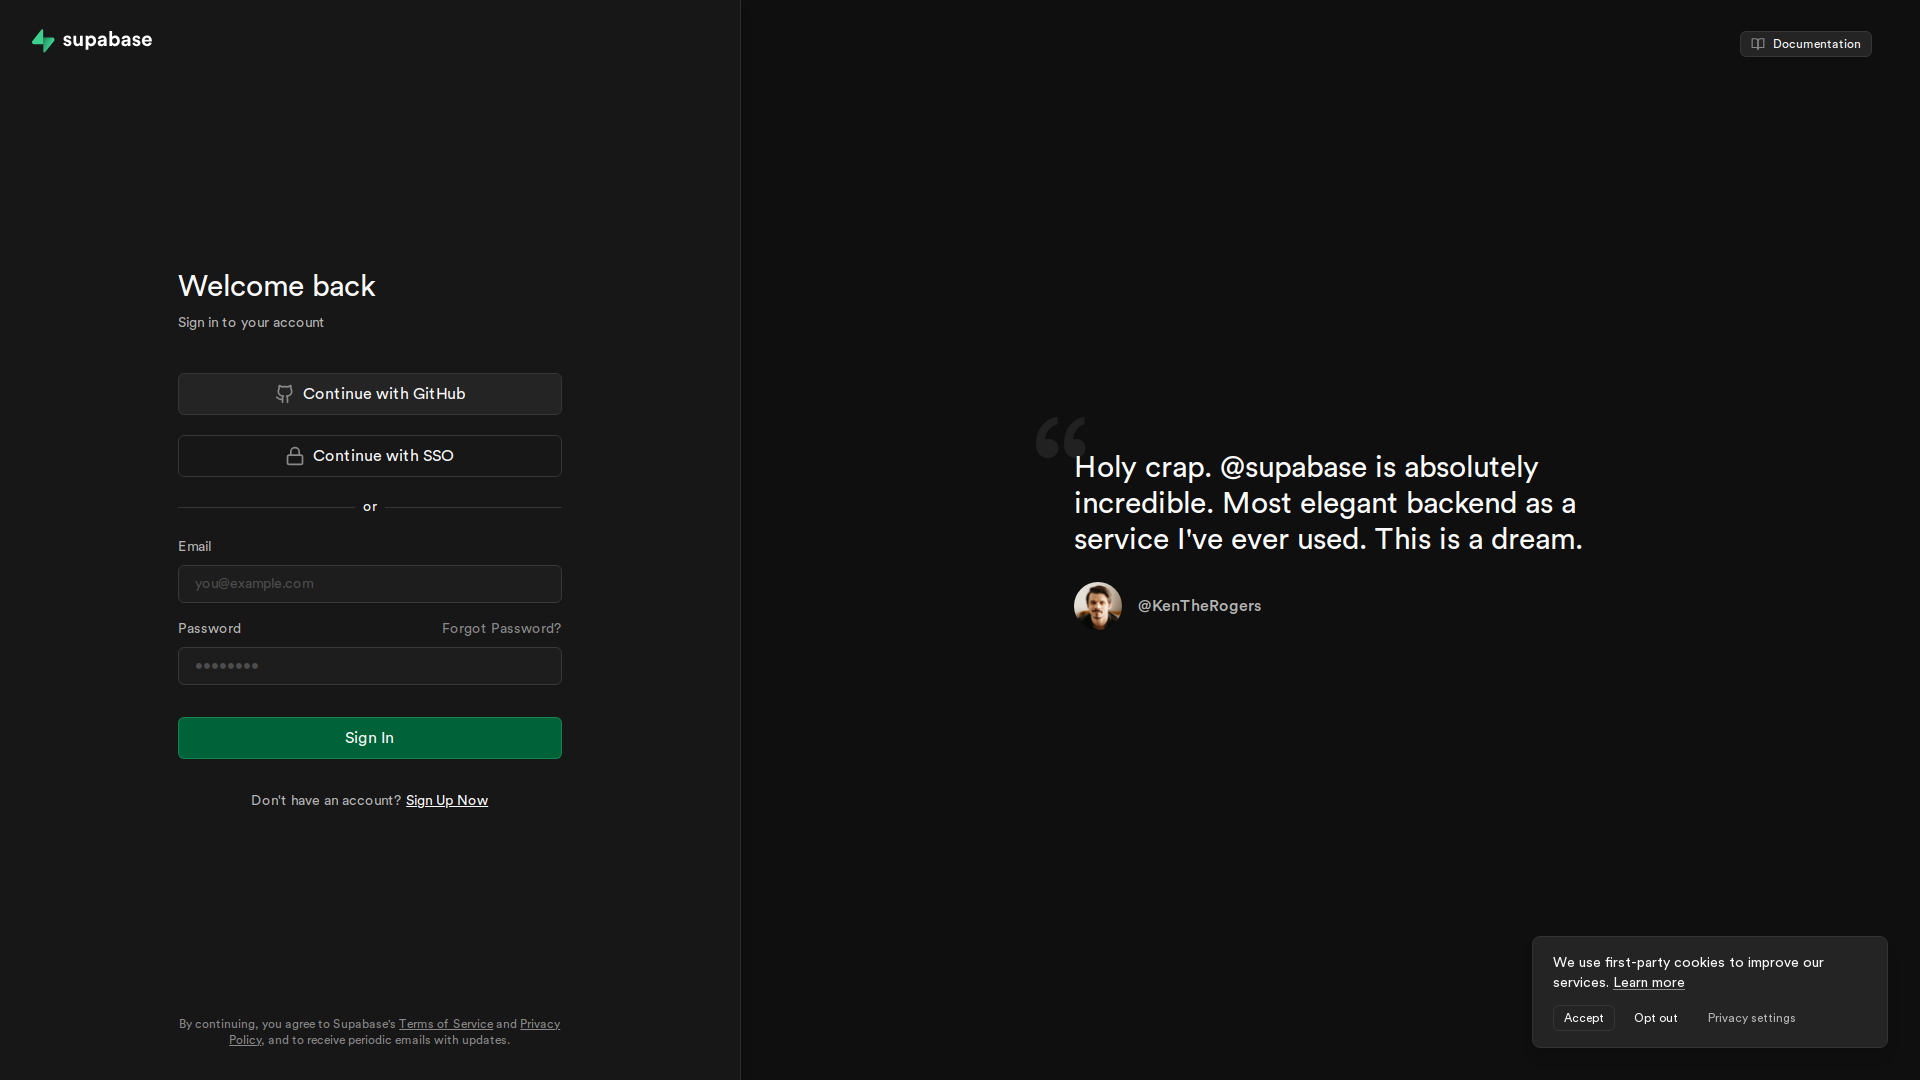 supabase
Documentation
Welcome back
Sign in to your account
Continue with GitHub
Continue with SSO
or
Email
you@example.com
Password
Forgot Password?
••••••••
Sign In
Don't have an account? Sign Up Now
By continuing, you agree to Supabase's Terms of Service and Privacy
Policy, and to receive periodic emails with updates.
“
Holy crap. @supabase is absolutely
incredible. Most elegant backend as a
service I've ever used. This is a dream.
@KenTheRogers
We use first-party cookies to improve our
services. Learn more
Accept
Opt out
Privacy settings